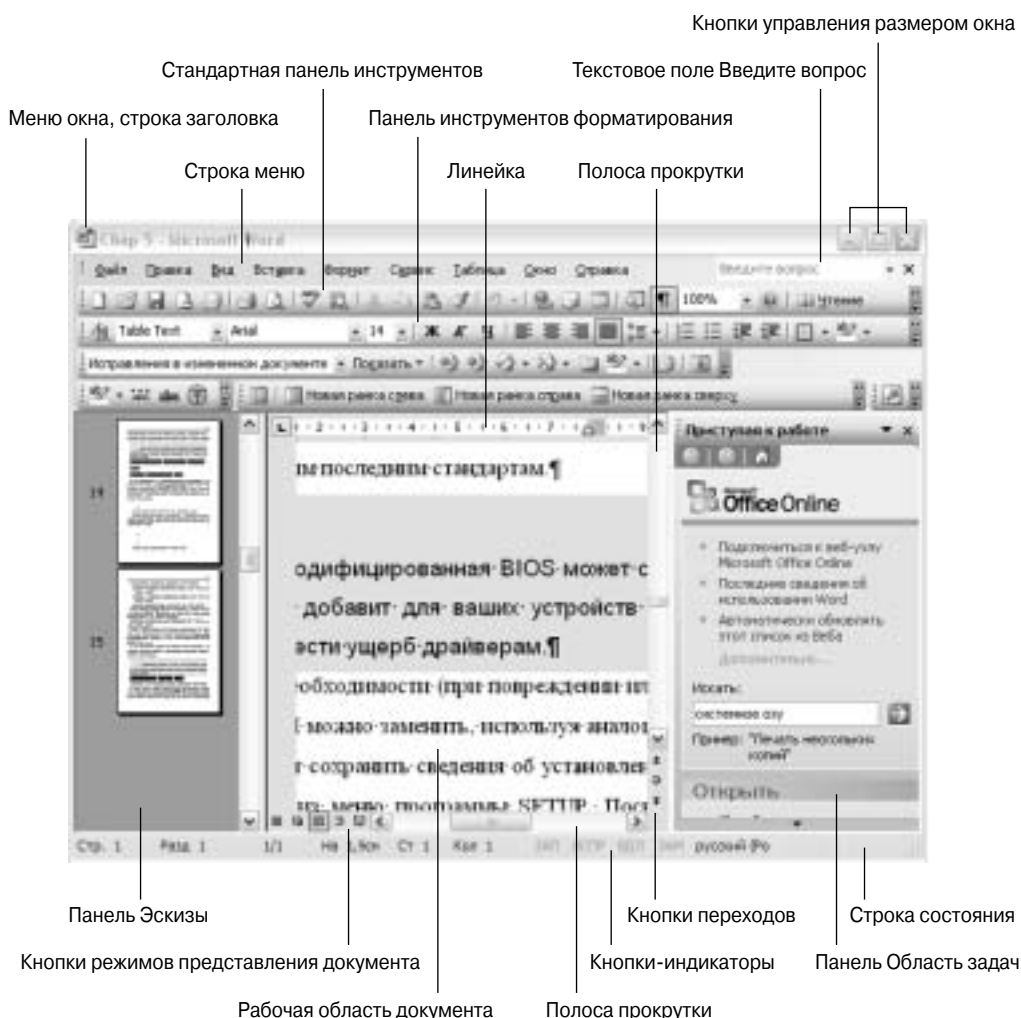 Кнопки управления размером окна
Стандартная панель инструментов
Текстовое поле Введите вопрос
Меню окна, строка заголовка
Панель инструментов форматирования
Строка меню
Линейка
Полоса прокрутки
Chap 5 - Microsoft Word
Файл Правка Вид Вставка Формат Сервис Таблица Окно Справка Введите вопрос
100% Чтение
Table Text Arial 14 Ж К Ч
Исправления в измененном документе Показать
Новая рамка слева Новая рамка справа Новая рамка сверху
Приступая к работе
14
15
им последним стандартам.¶
Microsoft
Office Online
Подключиться к веб-узлу
Microsoft Office Online
Последние сведения об
использовании Word
Автоматически обновлять
этот список из веба
Дополнительно...
Искать:
системное озу
Пример: "Печать нескольких
копий"
Открыть
одифицированная BIOS может с
добавит для ваших устройств
ести ущерб драйверам.¶
обходимости (при повреждении ил
можно заменить, используя аналог
т сохранить сведения об установлен
меню программы SETUP. Посл
Стр. 1 Разд 1 1/1 На 1,9см Ст 1 Кол 1 ЗАП ИСПР ВДЛ ЗАМ русский (Ро
Панель Эскизы
Кнопки переходов
Строка состояния
Кнопки режимов представления документа
Кнопки-индикаторы
Панель Область задач
Рабочая область документа
Полоса прокрутки